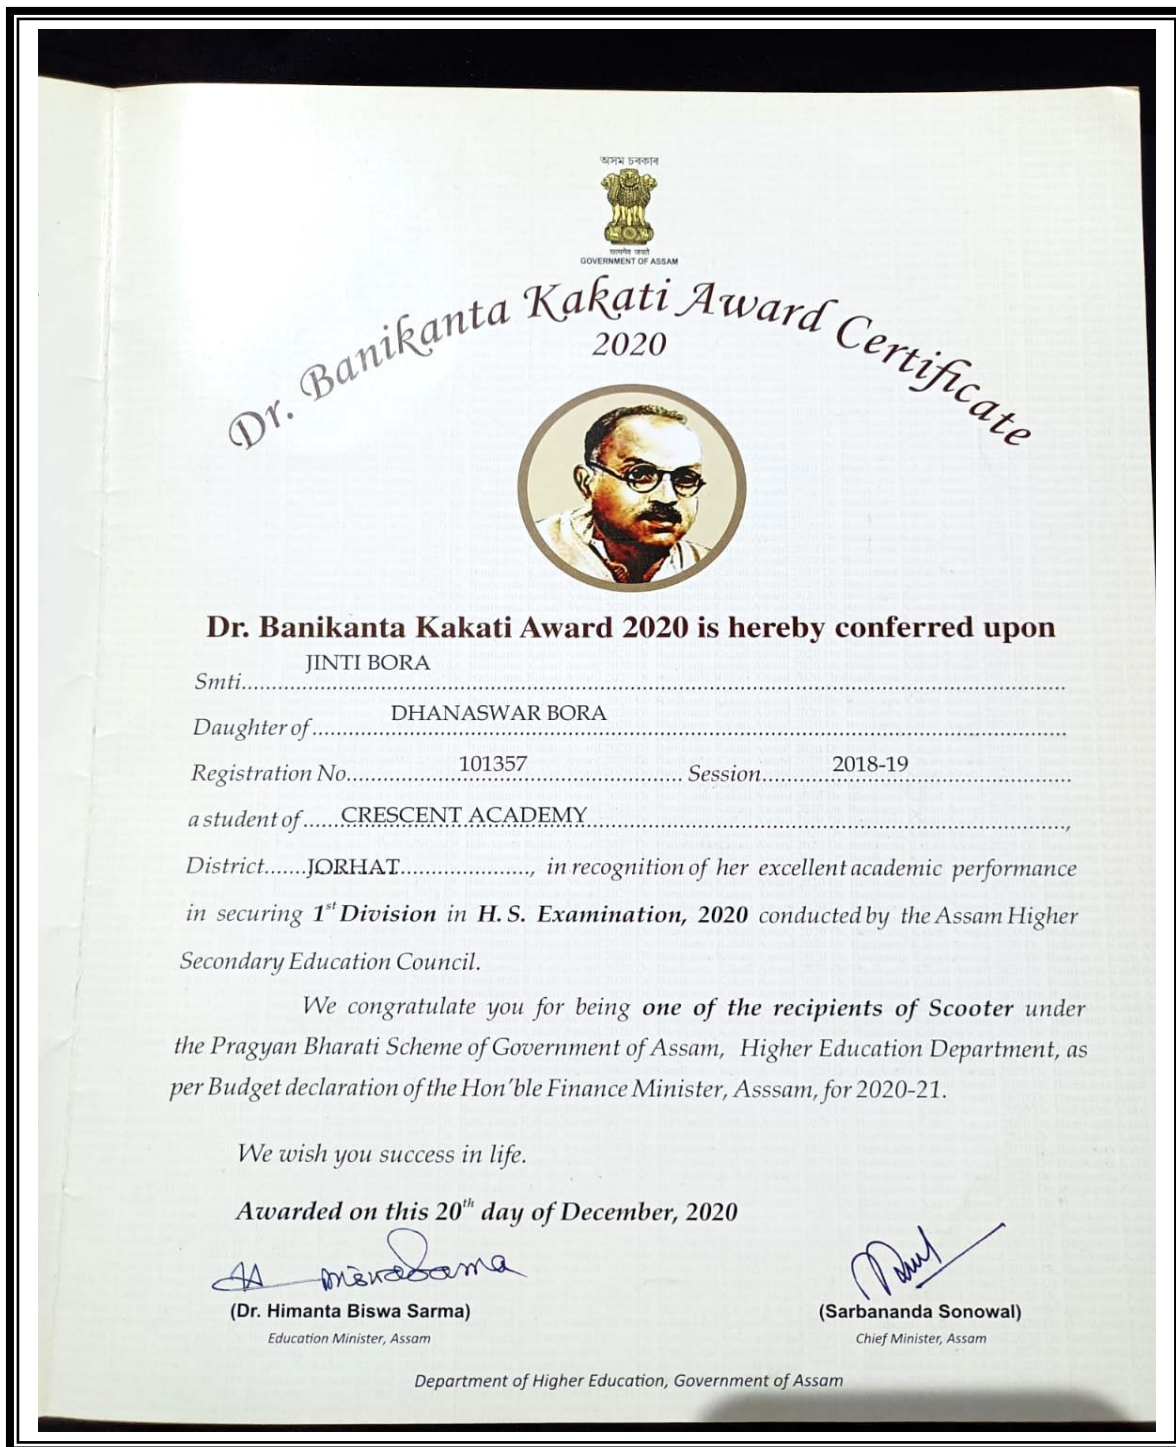 অসম চৰকাৰ
सत्यमेव जयते
GOVERNMENT OF ASSAM
Dr. Banikanta Kakati Award Certificate
2020
Dr. Banikanta Kakati Award 2020 is hereby conferred upon
Smti. JINTI BORA
Daughter of DHANASWAR BORA
Registration No. 101357 Session 2018-19
a student of CRESCENT ACADEMY,
District JORHAT, in recognition of her excellent academic performance
in securing 1st Division in H. S. Examination, 2020 conducted by the Assam Higher
Secondary Education Council.
We congratulate you for being one of the recipients of Scooter under
the Pragyan Bharati Scheme of Government of Assam, Higher Education Department, as
per Budget declaration of the Hon'ble Finance Minister, Asssam, for 2020-21.
We wish you success in life.
Awarded on this 20th day of December, 2020
(Dr. Himanta Biswa Sarma) (Sarbananda Sonowal)
Education Minister, Assam Chief Minister, Assam
Department of Higher Education, Government of Assam